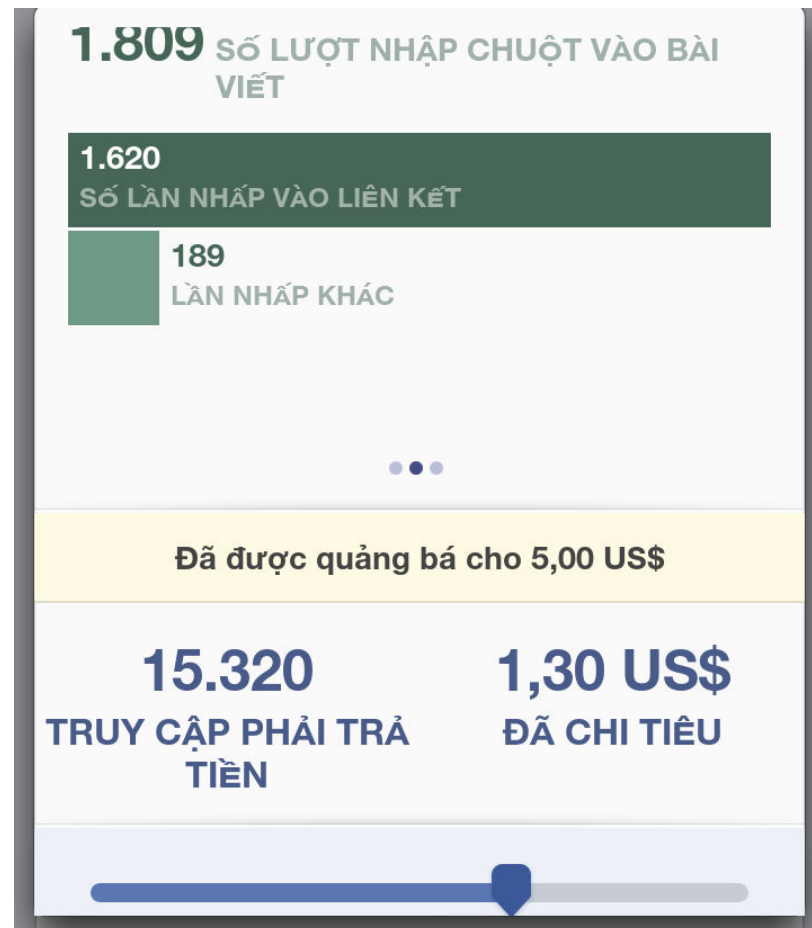 1.809 SỐ LƯỢT NHẬP CHUỘT VÀO BÀI
VIẾT
1.620
SỐ LẦN NHẤP VÀO LIÊN KẾT
189
LẦN NHẤP KHÁC
Đã được quảng bá cho 5,00 US$
15.320
TRUY CẬP PHẢI TRẢ
TIỀN
1,30 US$
ĐÃ CHI TIÊU